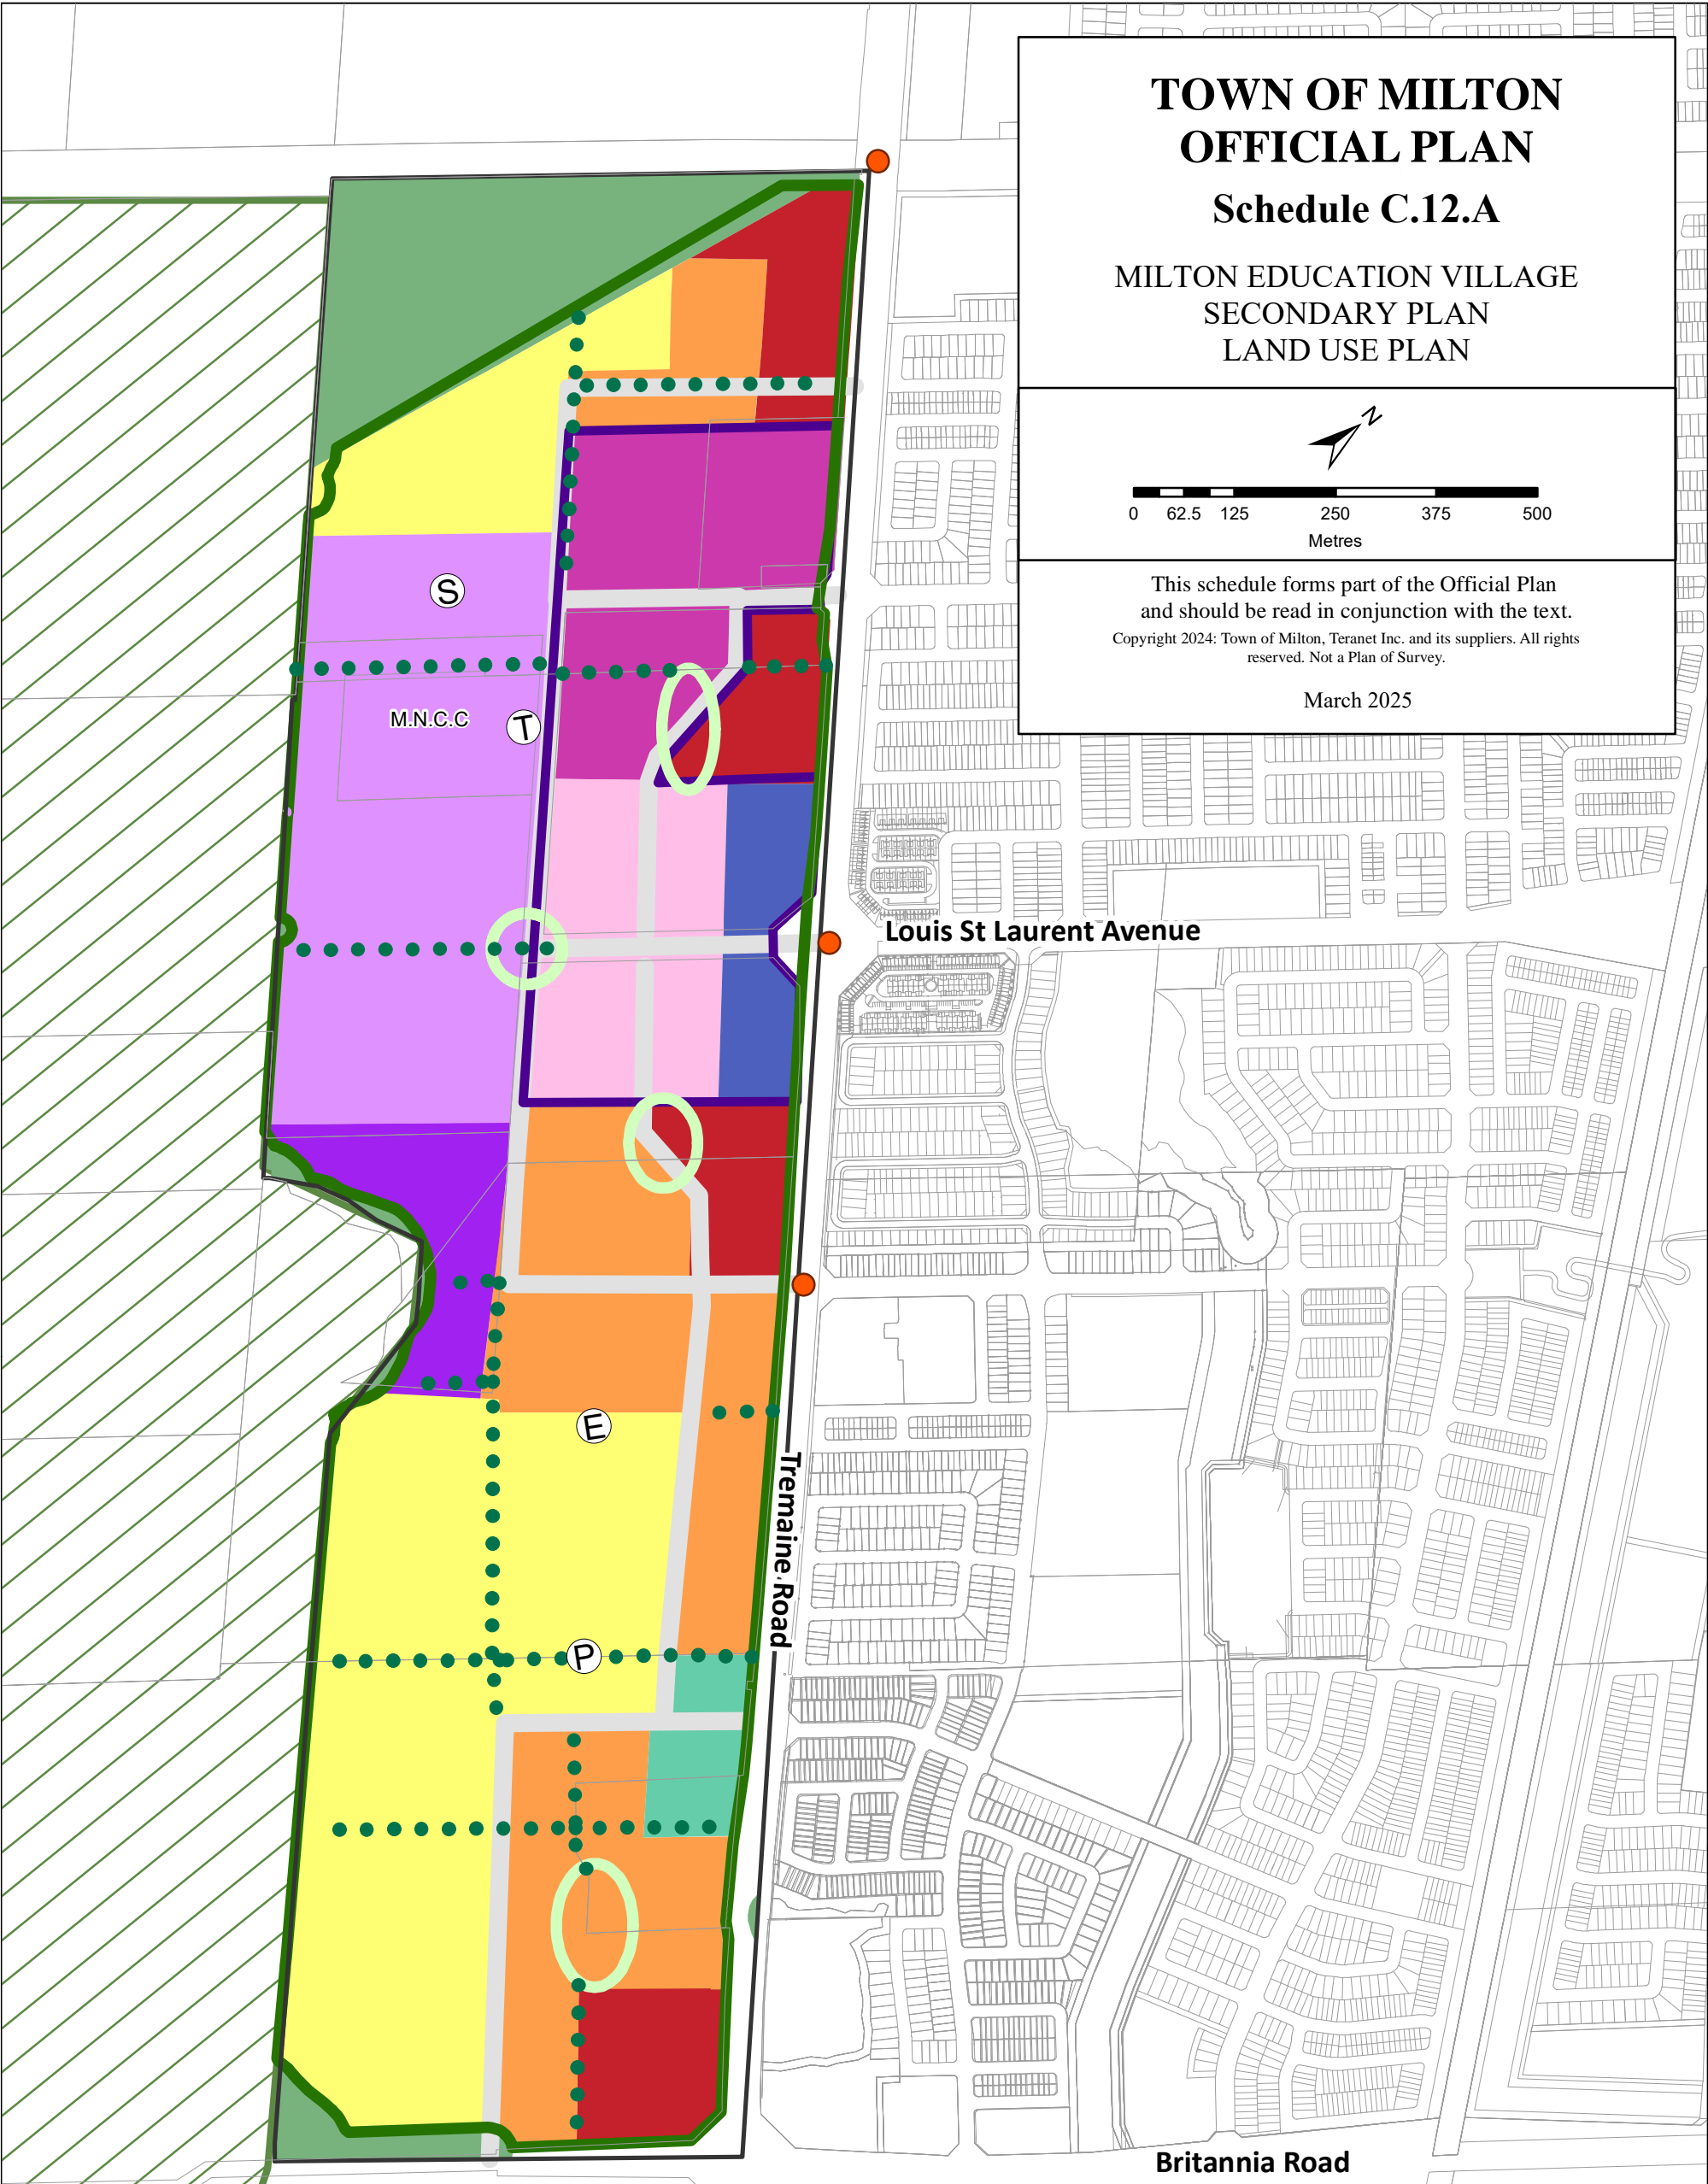 TOWN OF MILTON
OFFICIAL PLAN
Schedule C.12.A
MILTON EDUCATION VILLAGE
SECONDARY PLAN
LAND USE PLAN
N
0 62.5 125 250 375 500
Metres
This schedule forms part of the Official Plan
and should be read in conjunction with the text.
Copyright 2024: Town of Milton, Teranet Inc. and its suppliers. All rights
reserved. Not a Plan of Survey.
March 2025
S
M.N.C.C
T
Louis St Laurent Avenue
E
Tremaine Road
P
Britannia Road